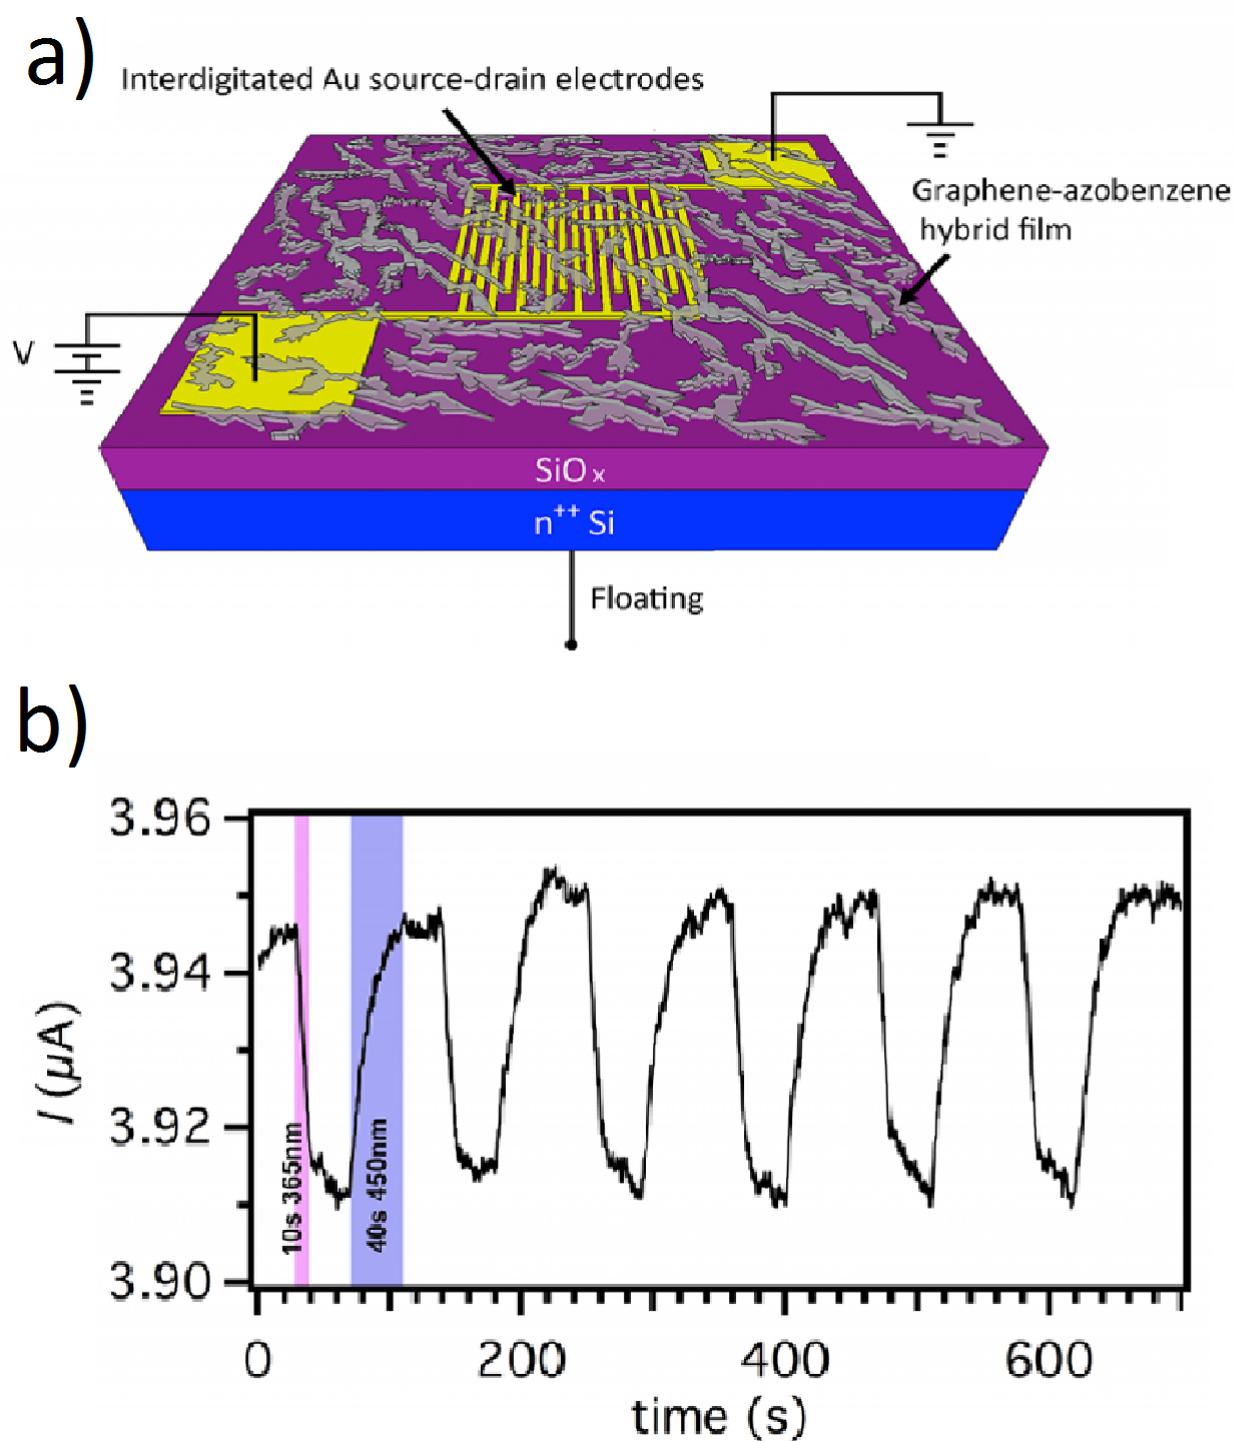 a)
Interdigitated Au source-drain electrodes
Graphene-azobenzene
hybrid film
V
SiOₓ
n⁺⁺ Si
Floating
b)
3.96
3.94
3.92
3.90
I (µA)
10s 365nm
40s 450nm
0
200
400
600
time (s)